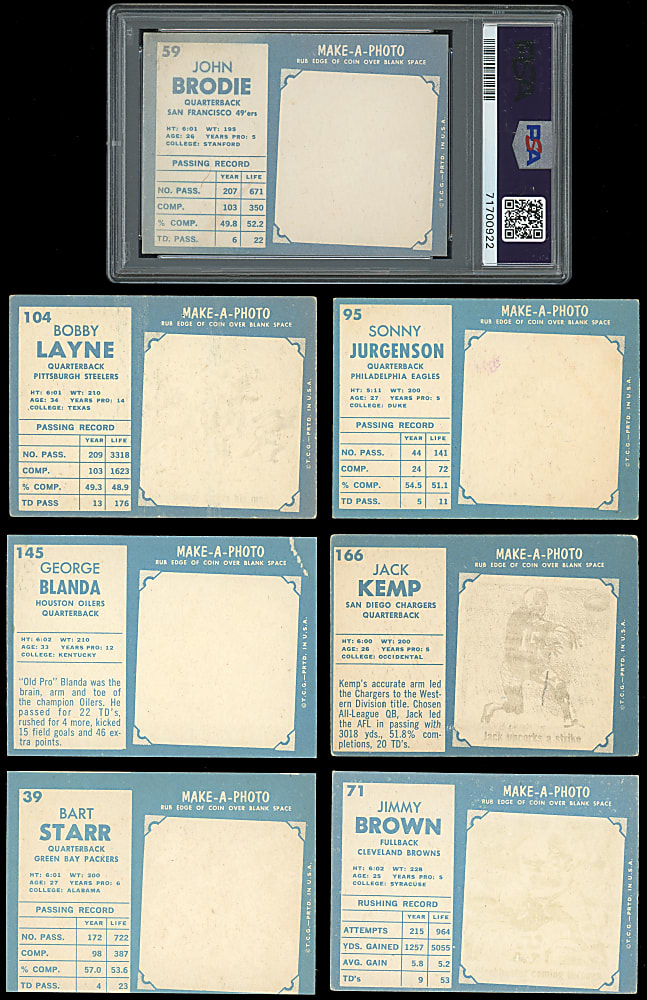 59
JOHN
BRODIE
QUARTERBACK
SAN FRANCISCO 49'ers
HT: 6:01 WT: 195
AGE: 26 YEARS PRO: 5
COLLEGE: STANFORD
PASSING RECORD
YEAR LIFE
NO. PASS. 207 671
COMP. 103 350
% COMP. 49.8 52.2
TD. PASS. 6 22
MAKE-A-PHOTO
RUB EDGE OF COIN OVER BLANK SPACE
©T.C.G.—PRTD. IN U.S.A.
PSA
71700922
104
BOBBY
LAYNE
QUARTERBACK
PITTSBURGH STEELERS
HT: 6:01 WT: 210
AGE: 34 YEARS PRO: 14
COLLEGE: TEXAS
PASSING RECORD
YEAR LIFE
NO. PASS. 209 3318
COMP. 103 1623
% COMP. 49.3 48.9
TD PASS 13 176
MAKE-A-PHOTO
RUB EDGE OF COIN OVER BLANK SPACE
©T.C.G.—PRTD. IN U.S.A.
95
SONNY
JURGENSON
QUARTERBACK
PHILADELPHIA EAGLES
HT: 5:11 WT: 200
AGE: 27 YEARS PRO: 5
COLLEGE: DUKE
PASSING RECORD
YEAR LIFE
NO. PASS. 44 141
COMP. 24 72
% COMP. 54.5 51.1
TD PASS 5 11
MAKE-A-PHOTO
RUB EDGE OF COIN OVER BLANK SPACE
©T.C.G.—PRTD. IN U.S.A.
145
GEORGE
BLANDA
HOUSTON OILERS
QUARTERBACK
HT: 6:02 WT: 210
AGE: 33 YEARS PRO: 12
COLLEGE: KENTUCKY
"Old Pro" Blanda was the
brain, arm and toe of
the champion Oilers. He
passed for 22 TD's,
rushed for 4 more, kicked
15 field goals and 46 ex-
tra points.
MAKE-A-PHOTO
RUB EDGE OF COIN OVER BLANK SPACE
©T.C.G.—PRTD. IN U.S.A.
166
JACK
KEMP
SAN DIEGO CHARGERS
QUARTERBACK
HT: 6:00 WT: 200
AGE: 26 YEARS PRO: 5
COLLEGE: OCCIDENTAL
Kemp's accurate arm led
the Chargers to the West-
ern Division title. Chosen
All-League QB, Jack led
the AFL in passing with
3018 yds., 51.8% com-
pletions, 20 TD's.
MAKE-A-PHOTO
RUB EDGE OF COIN OVER BLANK SPACE
Jack uncorks a strike
©T.C.G.—PRTD. IN U.S.A.
39
BART
STARR
QUARTERBACK
GREEN BAY PACKERS
HT: 6:01 WT: 200
AGE: 27 YEARS PRO: 6
COLLEGE: ALABAMA
PASSING RECORD
YEAR LIFE
NO. PASS. 172 722
COMP. 98 387
% COMP. 57.0 53.6
TD PASS 4 23
MAKE-A-PHOTO
RUB EDGE OF COIN OVER BLANK SPACE
©T.C.G.—PRTD. IN U.S.A.
71
JIMMY
BROWN
FULLBACK
CLEVELAND BROWNS
HT: 6:02 WT: 228
AGE: 25 YEARS PRO: 5
COLLEGE: SYRACUSE
RUSHING RECORD
YEAR LIFE
ATTEMPTS 215 964
YDS. GAINED 1257 5055
AVG. GAIN 5.8 5.2
TD's 9 53
MAKE-A-PHOTO
RUB EDGE OF COIN OVER BLANK SPACE
©T.C.G.—PRTD. IN U.S.A.